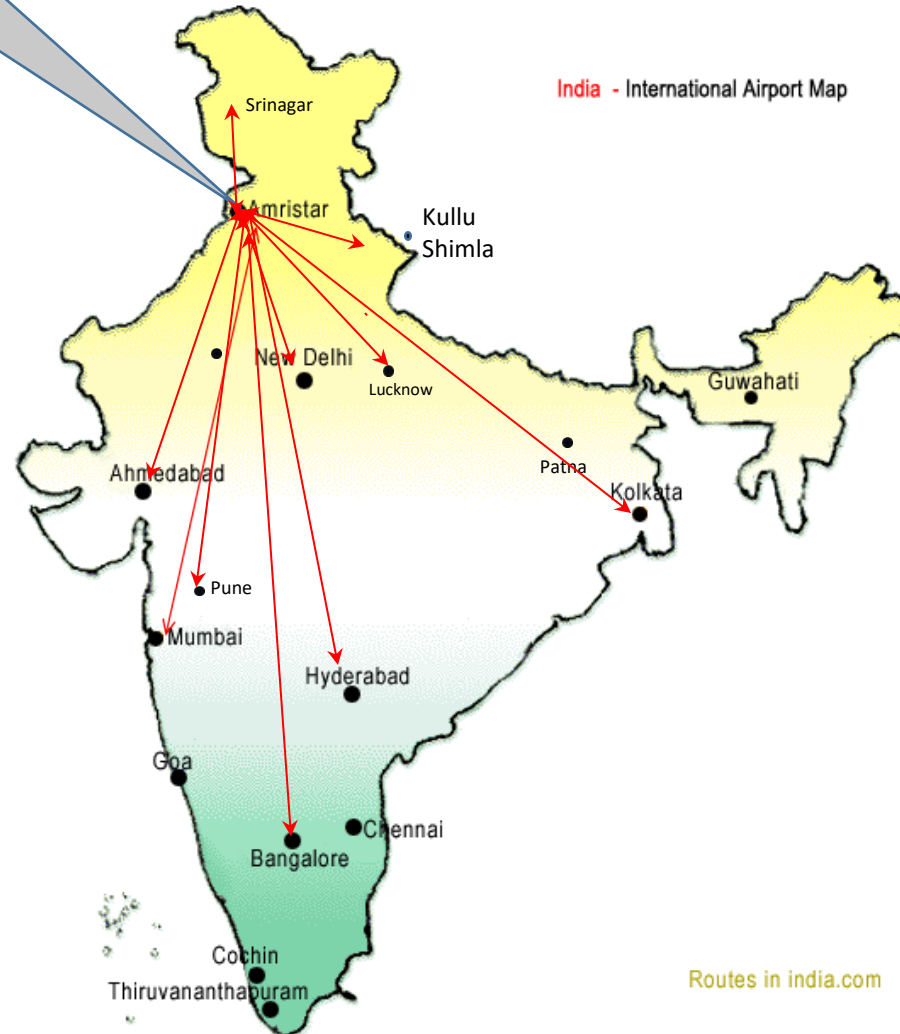 India - International Airport Map
Srinagar
Amristar
Kullu
Shimla
New Delhi
Lucknow
Guwahati
Patna
Ahmedabad
Kolkata
Pune
Mumbai
Hyderabad
Goa
Chennai
Bangalore
Cochin
Thiruvananthapuram
Routes in india.com